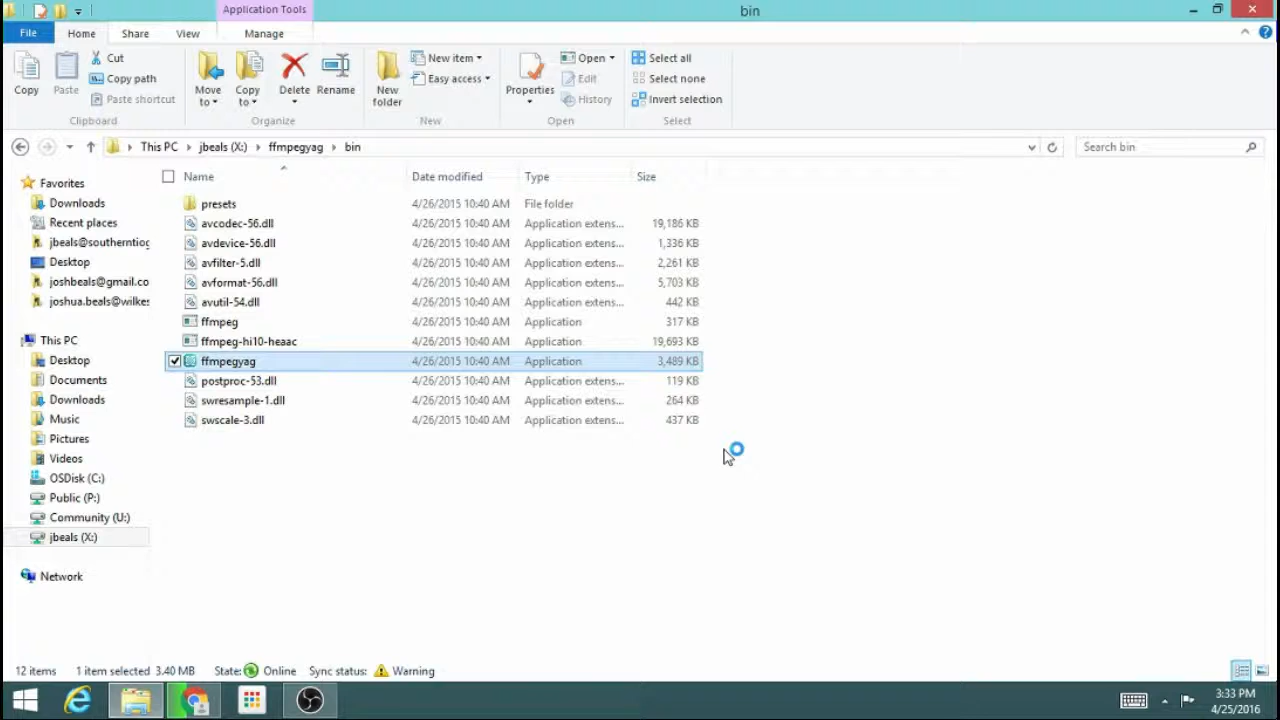 Application Tools
bin
File Home Share View Manage
Copy
Paste
Cut
Copy path
Paste shortcut
Clipboard
Move to
Copy to
Delete
Rename
Organize
New folder
New item
Easy access
New
Properties
Open
Edit
History
Open
Select all
Select none
Invert selection
Select
This PC jbeals (X:) ffmpegyag bin
Search bin
Favorites
Downloads
Recent places
jbeals@southerntiog
Desktop
joshbeals@gmail.co
joshua.beals@wilkes
This PC
Desktop
Documents
Downloads
Music
Pictures
Videos
OSDisk (C:)
Public (P:)
Community (U:)
jbeals (X:)
Network
Name Date modified Type Size
presets 4/26/2015 10:40 AM File folder
avcodec-56.dll 4/26/2015 10:40 AM Application extens... 19,186 KB
avdevice-56.dll 4/26/2015 10:40 AM Application extens... 1,336 KB
avfilter-5.dll 4/26/2015 10:40 AM Application extens... 2,261 KB
avformat-56.dll 4/26/2015 10:40 AM Application extens... 5,703 KB
avutil-54.dll 4/26/2015 10:40 AM Application extens... 442 KB
ffmpeg 4/26/2015 10:40 AM Application 317 KB
ffmpeg-hi10-heaac 4/26/2015 10:40 AM Application 19,693 KB
ffmpegyag 4/26/2015 10:40 AM Application 3,489 KB
postproc-53.dll 4/26/2015 10:40 AM Application extens... 119 KB
swresample-1.dll 4/26/2015 10:40 AM Application extens... 264 KB
swscale-3.dll 4/26/2015 10:40 AM Application extens... 437 KB
12 items 1 item selected 3.40 MB State: Online Sync status: Warning
3:33 PM
4/25/2016